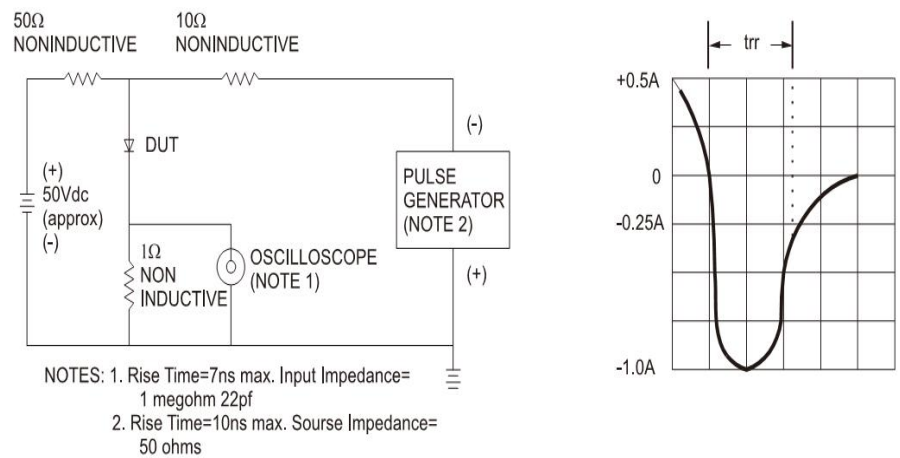 50Ω
NONINDUCTIVE
10Ω
NONINDUCTIVE
DUT
(+)
50Vdc
(approx)
(-)
1Ω
NON
INDUCTIVE
OSCILLOSCOPE
(NOTE 1)
(-)
PULSE
GENERATOR
(NOTE 2)
(+)
trr
+0.5A
0
-0.25A
-1.0A
NOTES: 1. Rise Time=7ns max. Input Impedance=
1 megohm 22pf
2. Rise Time=10ns max. Sourse Impedance=
50 ohms